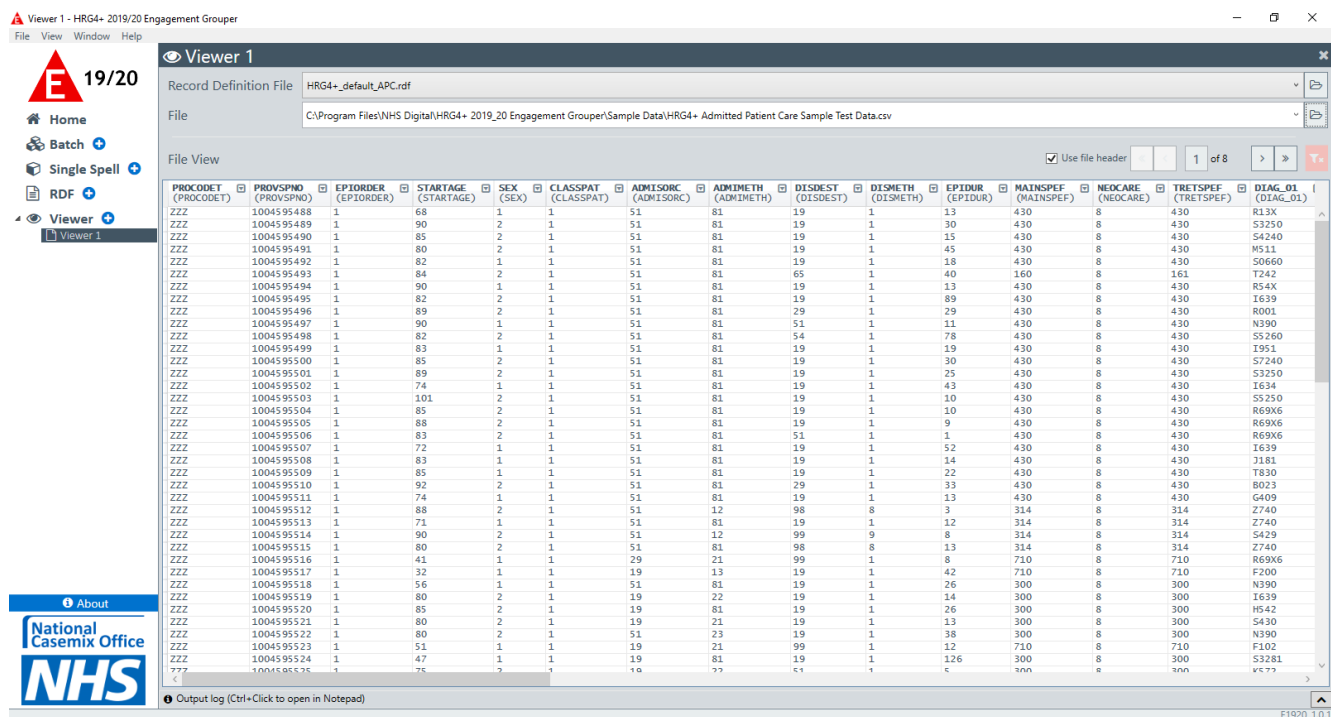 Viewer 1 - HRG4+ 2019/20 Engagement Grouper
File View Window Help
E 19/20
Home
Batch
Single Spell
RDF
Viewer
Viewer 1
About
National
Casemix Office
NHS
Viewer 1
Record Definition File HRG4+_default_APC.rdf
File C:\Program Files\NHS Digital\HRG4+ 2019_20 Engagement Grouper\Sample Data\HRG4+ Admitted Patient Care Sample Test Data.csv
File View Use file header 1 of 8
PROCODET PROVSPNO EPIORDER STARTAGE SEX CLASSPAT ADMISORC ADMIMETH DISDEST DISMETH EPIDUR MAINSPEF NEOCARE TRETSPEF DIAG_01
(PROCODET) (PROVSPNO) (EPIORDER) (STARTAGE) (SEX) (CLASSPAT) (ADMISORC) (ADMIMETH) (DISDEST) (DISMETH) (EPIDUR) (MAINSPEF) (NEOCARE) (TRETSPEF) (DIAG_01)
ZZZ 1004595488 1 68 1 1 51 81 19 1 13 430 8 430 R13X
ZZZ 1004595489 1 90 2 1 51 81 19 1 30 430 8 430 S3250
ZZZ 1004595490 1 85 2 1 51 81 19 1 15 430 8 430 S4240
ZZZ 1004595491 1 80 2 1 51 81 19 1 45 430 8 430 M511
ZZZ 1004595492 1 82 1 1 51 81 19 1 18 430 8 430 S0660
ZZZ 1004595493 1 84 2 1 51 81 65 1 40 160 8 161 T242
ZZZ 1004595494 1 90 1 1 51 81 19 1 13 430 8 430 R54X
ZZZ 1004595495 1 82 2 1 51 81 19 1 89 430 8 430 I639
ZZZ 1004595496 1 89 2 1 51 81 29 1 29 430 8 430 R001
ZZZ 1004595497 1 90 1 1 51 81 51 1 11 430 8 430 N390
ZZZ 1004595498 1 82 2 1 51 81 54 1 78 430 8 430 S5260
ZZZ 1004595499 1 83 1 1 51 81 19 1 19 430 8 430 I951
ZZZ 1004595500 1 85 2 1 51 81 19 1 30 430 8 430 S7240
ZZZ 1004595501 1 89 2 1 51 81 19 1 25 430 8 430 S3250
ZZZ 1004595502 1 74 1 1 51 81 19 1 43 430 8 430 I634
ZZZ 1004595503 1 101 2 1 51 81 19 1 10 430 8 430 S5250
ZZZ 1004595504 1 85 2 1 51 81 19 1 10 430 8 430 R69X6
ZZZ 1004595505 1 88 2 1 51 81 19 1 9 430 8 430 R69X6
ZZZ 1004595506 1 83 2 1 51 81 51 1 1 430 8 430 R69X6
ZZZ 1004595507 1 72 1 1 51 81 19 1 52 430 8 430 I639
ZZZ 1004595508 1 83 1 1 51 81 19 1 14 430 8 430 J181
ZZZ 1004595509 1 85 1 1 51 81 19 1 22 430 8 430 T830
ZZZ 1004595510 1 92 2 1 51 81 29 1 33 430 8 430 B023
ZZZ 1004595511 1 74 1 1 51 81 19 1 13 430 8 430 G409
ZZZ 1004595512 1 88 2 1 51 12 98 8 3 314 8 314 Z740
ZZZ 1004595513 1 71 1 1 51 81 19 1 12 314 8 314 Z740
ZZZ 1004595514 1 90 2 1 51 12 99 9 8 314 8 314 S429
ZZZ 1004595515 1 80 2 1 51 81 98 8 13 314 8 314 Z740
ZZZ 1004595516 1 41 1 1 29 21 99 1 8 710 8 710 R69X6
ZZZ 1004595517 1 32 1 1 19 13 19 1 42 710 8 710 F200
ZZZ 1004595518 1 56 1 1 51 81 19 1 26 300 8 300 N390
ZZZ 1004595519 1 80 2 1 19 22 19 1 14 300 8 300 I639
ZZZ 1004595520 1 85 2 1 19 81 19 1 26 300 8 300 H542
ZZZ 1004595521 1 80 2 1 19 21 19 1 13 300 8 300 S430
ZZZ 1004595522 1 80 2 1 51 23 19 1 38 300 8 300 N390
ZZZ 1004595523 1 51 1 1 19 21 99 1 12 710 8 710 F102
ZZZ 1004595524 1 47 1 1 19 81 19 1 126 300 8 300 S3281
ZZZ 1004595525 1 75 2 1 19 22 51 1 5 300 8 300 K572
Output log (Ctrl+Click to open in Notepad)
E1920_1.0.1